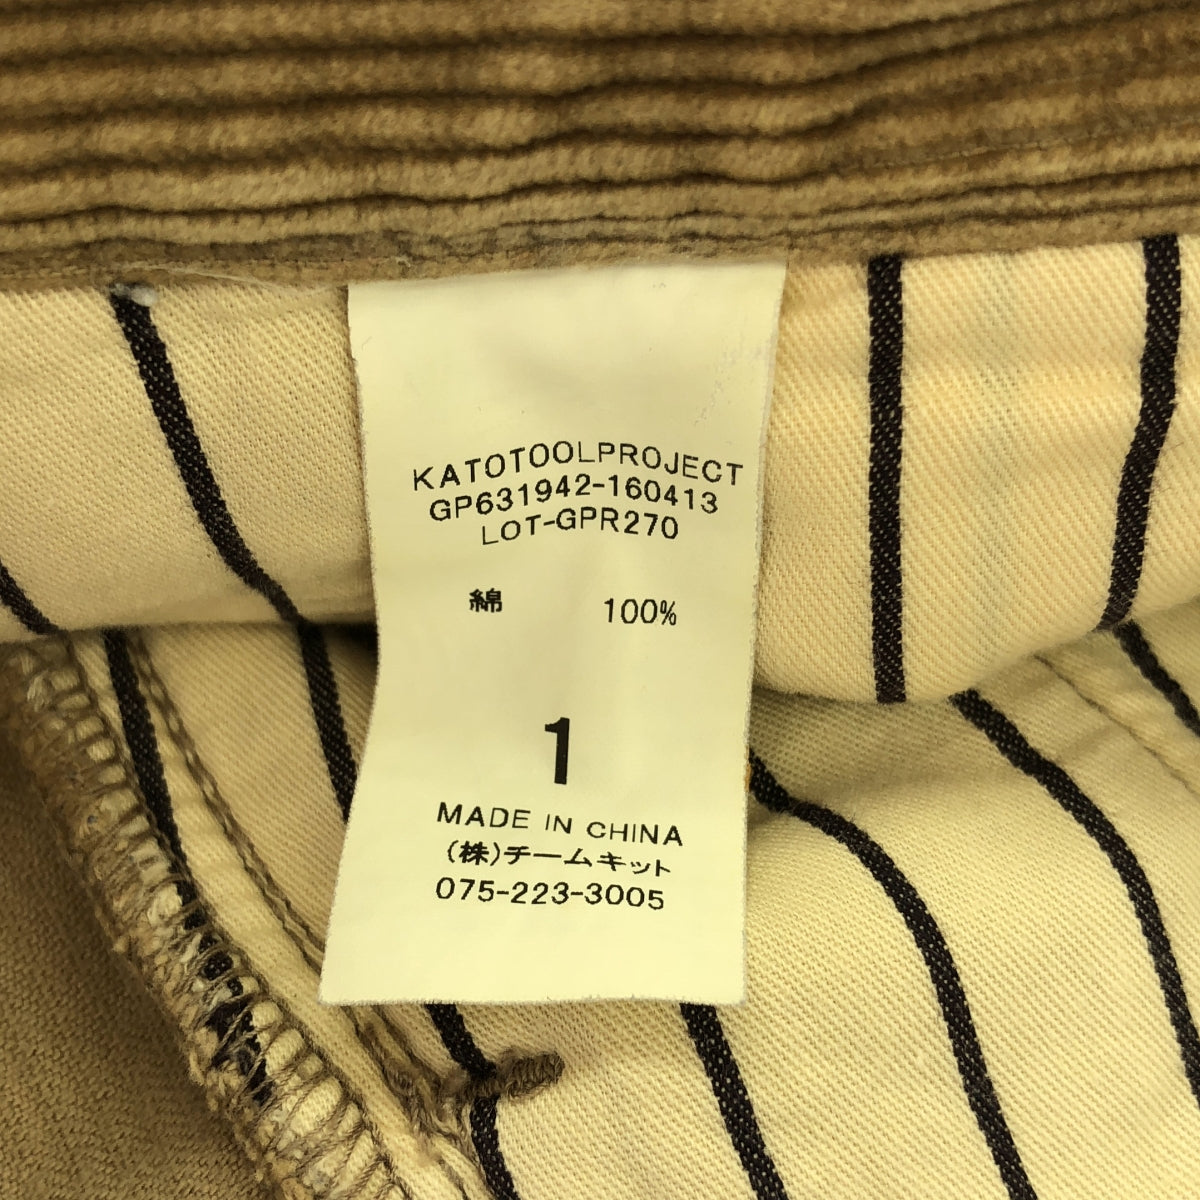 KATOTOOLPROJECT
GP631942-160413
LOT-GPR270
綿 100%
1
MADE IN CHINA
(株)チームキット
075-223-3005